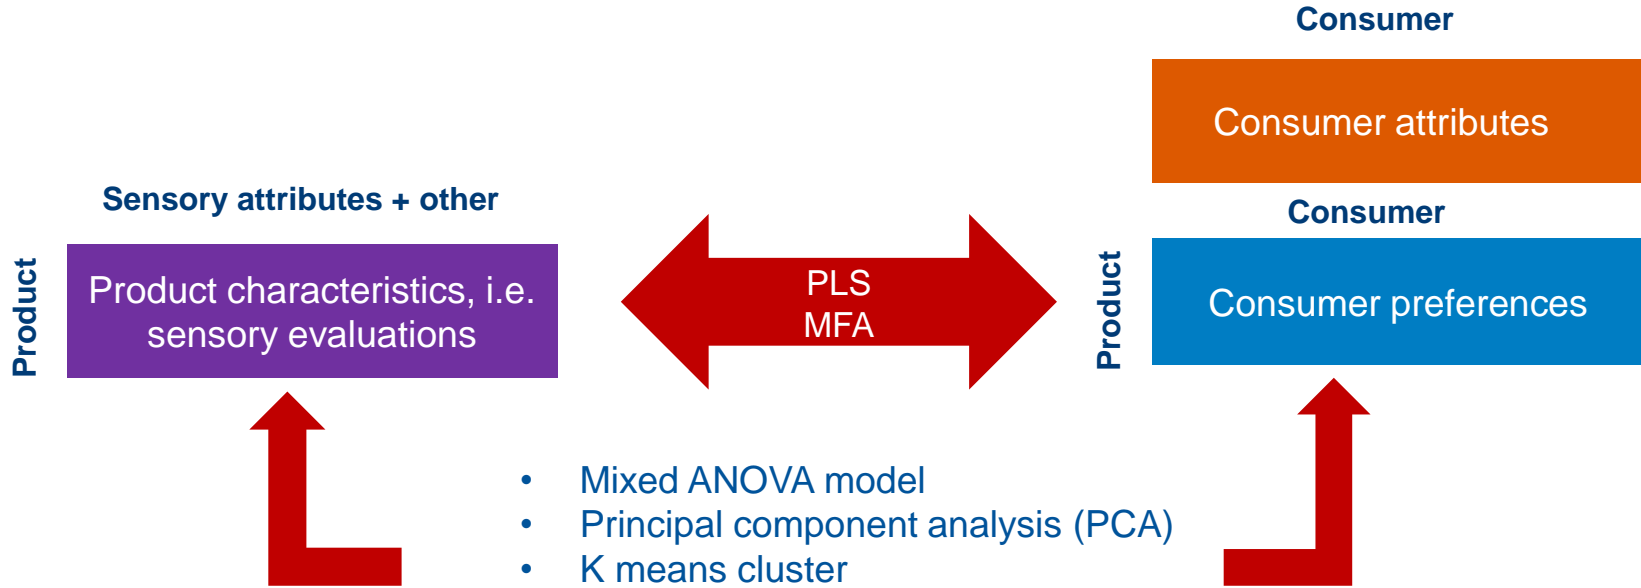 Consumer
Consumer attributes
Sensory attributes + other
Consumer
Product
Product characteristics, i.e.
sensory evaluations
PLS
MFA
Product
Consumer preferences
• Mixed ANOVA model
• Principal component analysis (PCA)
• K means cluster